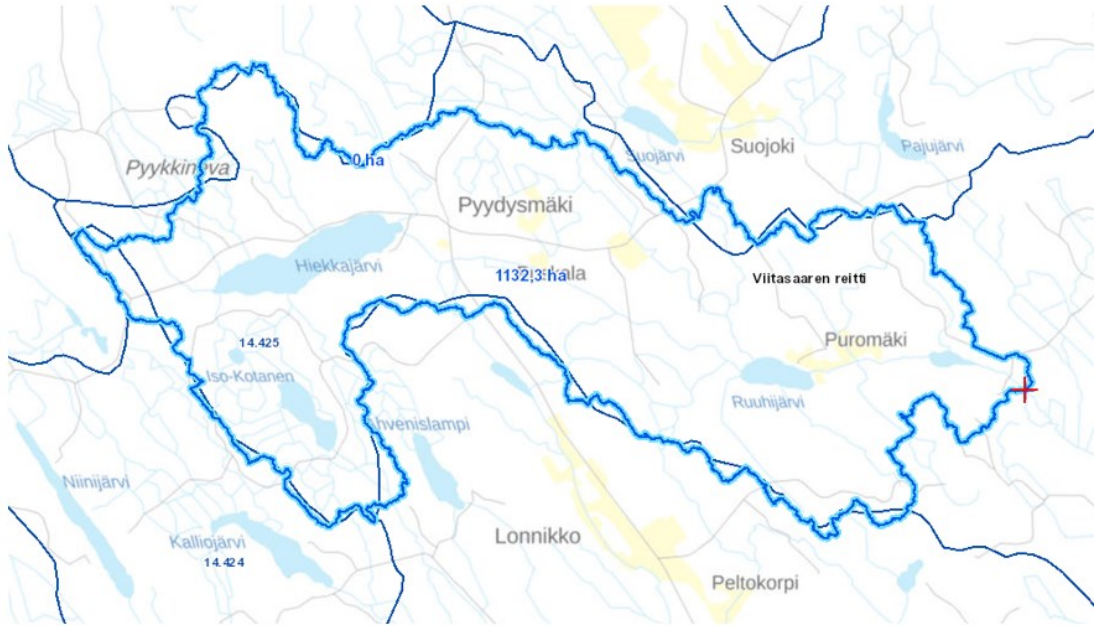 Suojoki
Pajujärvi
Suojärvi
0 ha
Pyykkineva
Pyydysmäki
Hiekkajärvi
1132,3 ha
Viitasaaren reitti
14.425
Puromäki
Iso-Kotanen
Ruuhijärvi
hvenislampi
Niinijärvi
Lonnikko
Kalliojärvi
14.424
Peltokorpi